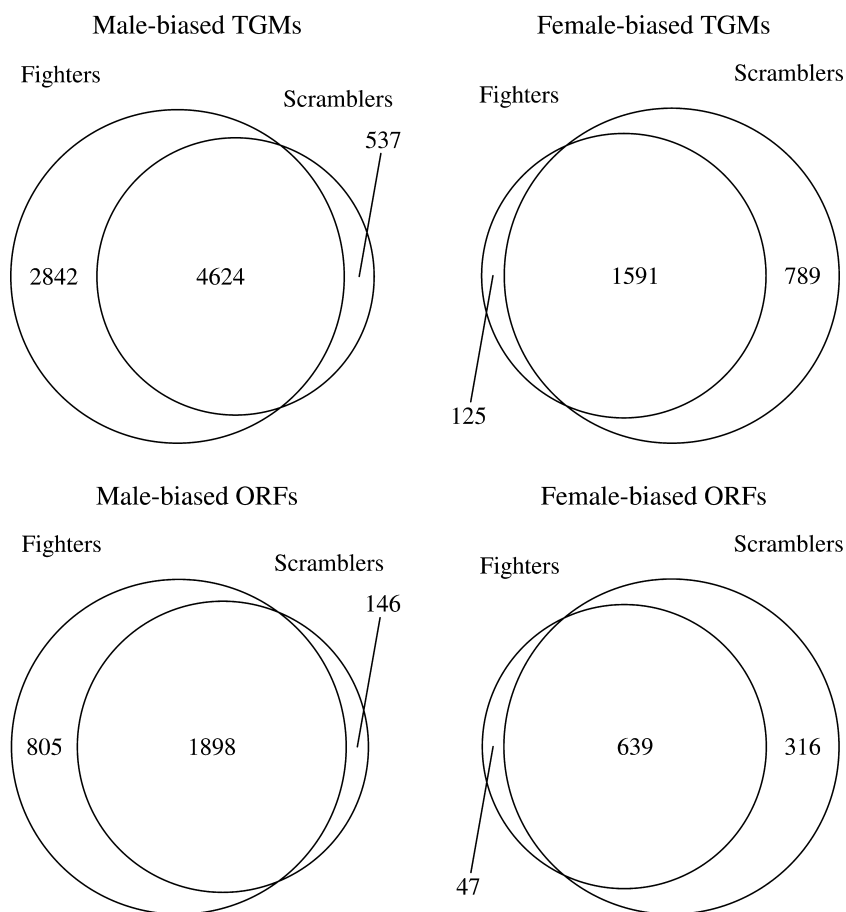 Male-biased TGMs
Fighters
Scramblers
537
2842
4624
Female-biased TGMs
Fighters
Scramblers
1591
789
125
Male-biased ORFs
Fighters
Scramblers
146
805
1898
Female-biased ORFs
Fighters
Scramblers
639
316
47